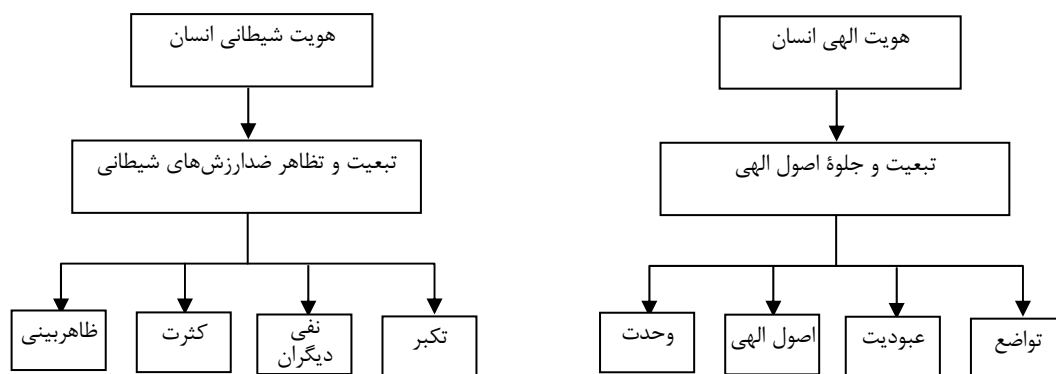 هویت الهی انسان
تبعیت و جلوۀ اصول الهی
تواضع
عبودیت
اصول الهی
وحدت
هویت شیطانی انسان
تبعیت و تظاهر ضدارزش‌های شیطانی
تکبر
نفی
دیگران
کثرت
ظاهربینی